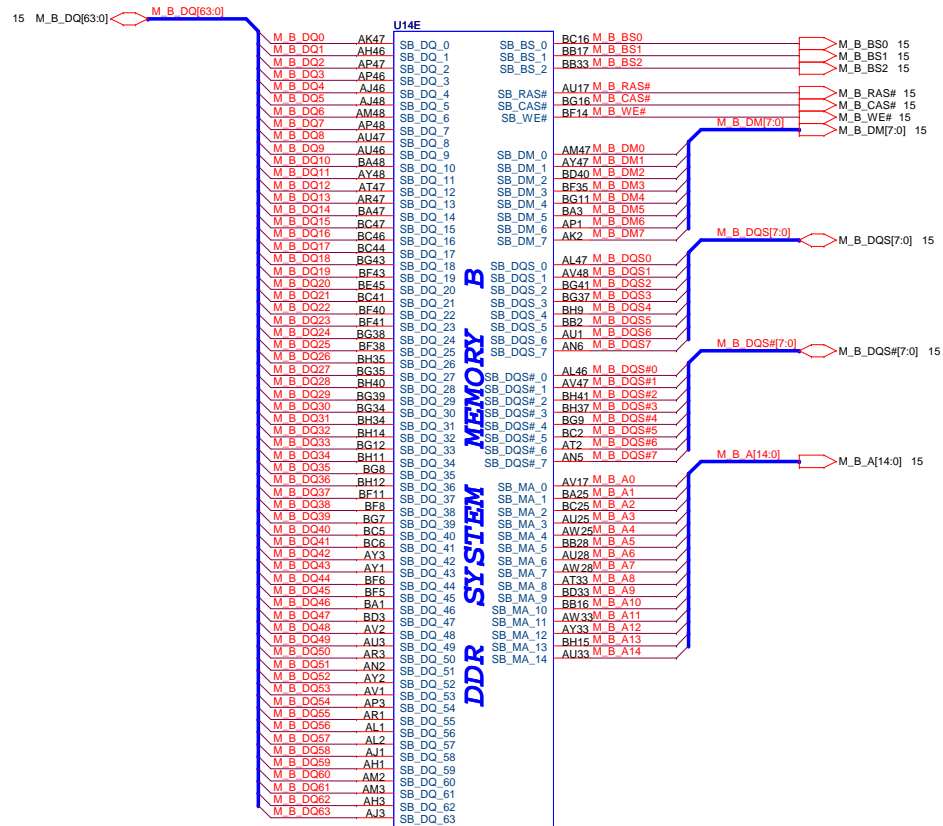 15 M_B_DQ[63:0] M_B_DQ[63:0]
U14E
M_B_DQ0 AK47 SB_DQ_0
M_B_DQ1 AH46 SB_DQ_1
M_B_DQ2 AP47 SB_DQ_2
M_B_DQ3 AP46 SB_DQ_3
M_B_DQ4 AJ46 SB_DQ_4
M_B_DQ5 AJ48 SB_DQ_5
M_B_DQ6 AM48 SB_DQ_6
M_B_DQ7 AP48 SB_DQ_7
M_B_DQ8 AU47 SB_DQ_8
M_B_DQ9 AU46 SB_DQ_9
M_B_DQ10 BA48 SB_DQ_10
M_B_DQ11 AY48 SB_DQ_11
M_B_DQ12 AT47 SB_DQ_12
M_B_DQ13 AR47 SB_DQ_13
M_B_DQ14 BA47 SB_DQ_14
M_B_DQ15 BC47 SB_DQ_15
M_B_DQ16 BC46 SB_DQ_16
M_B_DQ17 BC44 SB_DQ_17
M_B_DQ18 BG43 SB_DQ_18
M_B_DQ19 BF43 SB_DQ_19
M_B_DQ20 BE45 SB_DQ_20
M_B_DQ21 BC41 SB_DQ_21
M_B_DQ22 BF40 SB_DQ_22
M_B_DQ23 BF41 SB_DQ_23
M_B_DQ24 BG38 SB_DQ_24
M_B_DQ25 BF38 SB_DQ_25
M_B_DQ26 BH35 SB_DQ_26
M_B_DQ27 BG35 SB_DQ_27
M_B_DQ28 BH40 SB_DQ_28
M_B_DQ29 BG39 SB_DQ_29
M_B_DQ30 BG34 SB_DQ_30
M_B_DQ31 BH34 SB_DQ_31
M_B_DQ32 BH14 SB_DQ_32
M_B_DQ33 BG12 SB_DQ_33
M_B_DQ34 BH11 SB_DQ_34
M_B_DQ35 BG8 SB_DQ_35
M_B_DQ36 BH12 SB_DQ_36
M_B_DQ37 BF11 SB_DQ_37
M_B_DQ38 BF8 SB_DQ_38
M_B_DQ39 BG7 SB_DQ_39
M_B_DQ40 BC5 SB_DQ_40
M_B_DQ41 BC6 SB_DQ_41
M_B_DQ42 AY3 SB_DQ_42
M_B_DQ43 AY1 SB_DQ_43
M_B_DQ44 BF6 SB_DQ_44
M_B_DQ45 BF5 SB_DQ_45
M_B_DQ46 BA1 SB_DQ_46
M_B_DQ47 BD3 SB_DQ_47
M_B_DQ48 AV2 SB_DQ_48
M_B_DQ49 AU3 SB_DQ_49
M_B_DQ50 AR3 SB_DQ_50
M_B_DQ51 AN2 SB_DQ_51
M_B_DQ52 AY2 SB_DQ_52
M_B_DQ53 AV1 SB_DQ_53
M_B_DQ54 AP3 SB_DQ_54
M_B_DQ55 AR1 SB_DQ_55
M_B_DQ56 AL1 SB_DQ_56
M_B_DQ57 AL2 SB_DQ_57
M_B_DQ58 AJ1 SB_DQ_58
M_B_DQ59 AH1 SB_DQ_59
M_B_DQ60 AM2 SB_DQ_60
M_B_DQ61 AM3 SB_DQ_61
M_B_DQ62 AH3 SB_DQ_62
M_B_DQ63 AJ3 SB_DQ_63
DDR SYSTEM MEMORY B
SB_BS_0 BC16 M_B_BS0 M_B_BS0 15
SB_BS_1 BB17 M_B_BS1 M_B_BS1 15
SB_BS_2 BB33 M_B_BS2 M_B_BS2 15
SB_RAS# AU17 M_B_RAS# M_B_RAS# 15
SB_CAS# BG16 M_B_CAS# M_B_CAS# 15
SB_WE# BF14 M_B_WE# M_B_WE# 15
M_B_DM[7:0] M_B_DM[7:0] 15
SB_DM_0 AM47 M_B_DM0
SB_DM_1 AY47 M_B_DM1
SB_DM_2 BD40 M_B_DM2
SB_DM_3 BF35 M_B_DM3
SB_DM_4 BG11 M_B_DM4
SB_DM_5 BA3 M_B_DM5
SB_DM_6 AP1 M_B_DM6
SB_DM_7 AK2 M_B_DM7
M_B_DQS[7:0] M_B_DQS[7:0] 15
SB_DQS_0 AL47 M_B_DQS0
SB_DQS_1 AV48 M_B_DQS1
SB_DQS_2 BG41 M_B_DQS2
SB_DQS_3 BG37 M_B_DQS3
SB_DQS_4 BH9 M_B_DQS4
SB_DQS_5 BB2 M_B_DQS5
SB_DQS_6 AU1 M_B_DQS6
SB_DQS_7 AN6 M_B_DQS7
M_B_DQS#[7:0] M_B_DQS#[7:0] 15
SB_DQS#_0 AL46 M_B_DQS#0
SB_DQS#_1 AV47 M_B_DQS#1
SB_DQS#_2 BH41 M_B_DQS#2
SB_DQS#_3 BH37 M_B_DQS#3
SB_DQS#_4 BG9 M_B_DQS#4
SB_DQS#_5 BC2 M_B_DQS#5
SB_DQS#_6 AT2 M_B_DQS#6
SB_DQS#_7 AN5 M_B_DQS#7
M_B_A[14:0] M_B_A[14:0] 15
SB_MA_0 AV17 M_B_A0
SB_MA_1 BA25 M_B_A1
SB_MA_2 BC25 M_B_A2
SB_MA_3 AU25 M_B_A3
SB_MA_4 AW25 M_B_A4
SB_MA_5 BB28 M_B_A5
SB_MA_6 AU28 M_B_A6
SB_MA_7 AW28 M_B_A7
SB_MA_8 AT33 M_B_A8
SB_MA_9 BD33 M_B_A9
SB_MA_10 BB16 M_B_A10
SB_MA_11 AW33 M_B_A11
SB_MA_12 AY33 M_B_A12
SB_MA_13 BH15 M_B_A13
SB_MA_14 AU33 M_B_A14